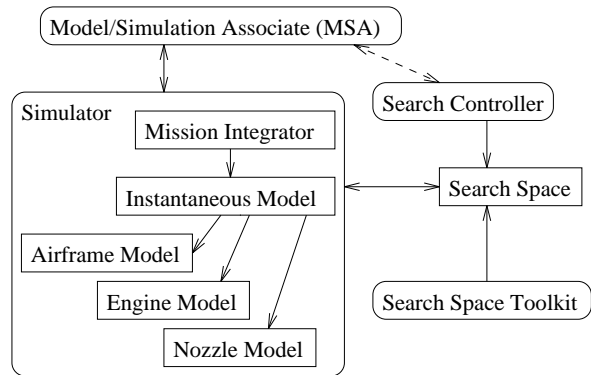 Model/Simulation Associate (MSA)
Search Controller
Simulator
Mission Integrator
Instantaneous Model
Search Space
Airframe Model
Engine Model
Search Space Toolkit
Nozzle Model